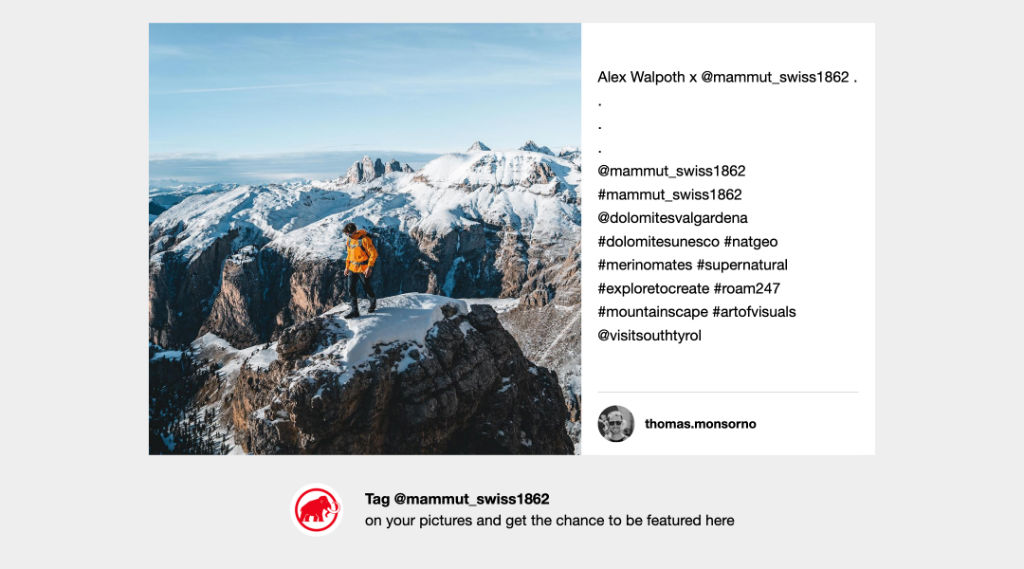 Alex Walpoth x @mammut_swiss1862 .
.
.
.
@mammut_swiss1862
#mammut_swiss1862
@dolomitesvalgardena
#dolomitesunesco #natgeo
#merinomates #supernatural
#exploretocreate #roam247
#mountainscape #artofvisuals
@visitsouthtyrol
thomas.monsorno
Tag @mammut_swiss1862
on your pictures and get the chance to be featured here